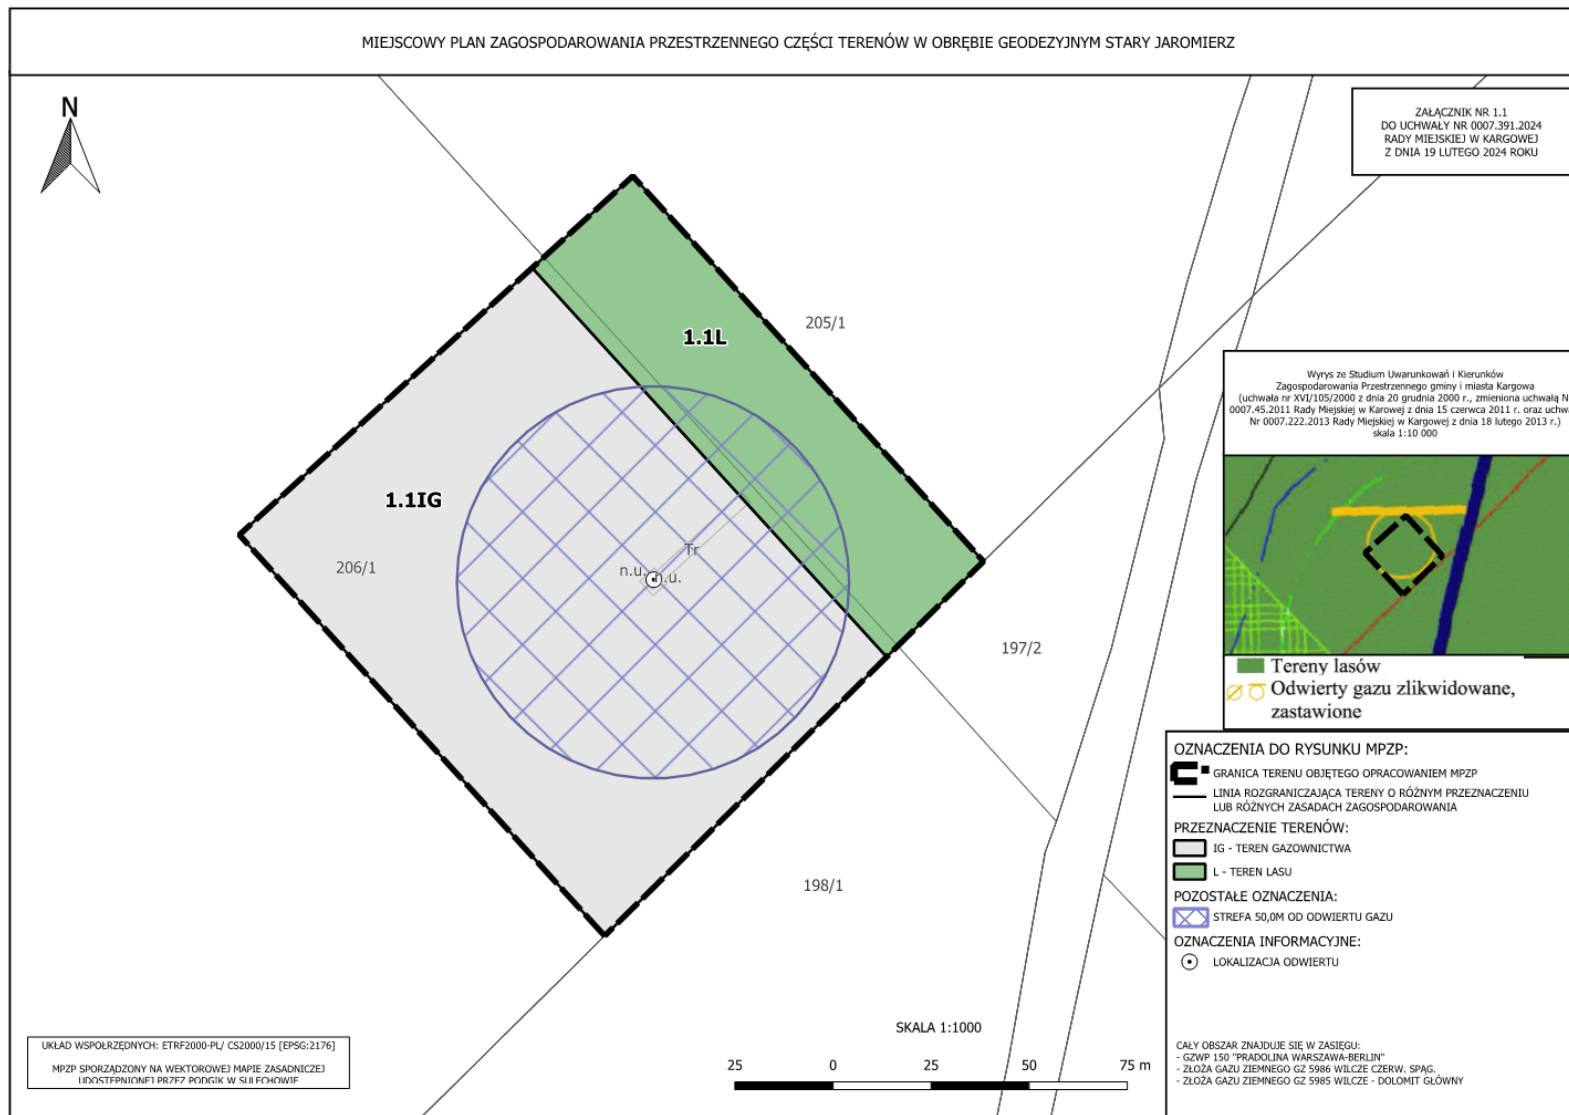 MIEJSCOWY PLAN ZAGOSPODAROWANIA PRZESTRZENNEGO CZĘŚCI TERENÓW W OBRĘBIE GEODEZYJNYM STARY JAROMIERZ
N
ZAŁĄCZNIK NR 1.1
DO UCHWAŁY NR 0007.391.2024
RADY MIEJSKIEJ W KARGOWEJ
Z DNIA 19 LUTEGO 2024 ROKU
205/1
1.1L
1.1IG
206/1
Tr
n.u.
n.u.
197/2
198/1
Wyrys ze Studium Uwarunkowań i Kierunków
Zagospodarowania Przestrzennego gminy i miasta Kargowa
(uchwała nr XVI/105/2000 z dnia 20 grudnia 2000 r., zmieniona uchwałą N
0007.45.2011 Rady Miejskiej w Karowej z dnia 15 czerwca 2011 r. oraz uchw
Nr 0007.222.2013 Rady Miejskiej w Kargowej z dnia 18 lutego 2013 r.)
skala 1:10 000
Tereny lasów
Odwierty gazu zlikwidowane,
zastawione
OZNACZENIA DO RYSUNKU MPZP:
GRANICA TERENU OBJĘTEGO OPRACOWANIEM MPZP
LINIA ROZGRANICZAJĄCA TERENY O RÓŻNYM PRZEZNACZENIU
LUB RÓŻNYCH ZASADACH ZAGOSPODAROWANIA
PRZEZNACZENIE TERENÓW:
IG - TEREN GAZOWNICTWA
L - TEREN LASU
POZOSTAŁE OZNACZENIA:
STREFA 50,0M OD ODWIERTU GAZU
OZNACZENIA INFORMACYJNE:
LOKALIZACJA ODWIERTU
CAŁY OBSZAR ZNAJDUJE SIĘ W ZASIĘGU:
- GZWP 150 "PRADOLINA WARSZAWA-BERLIN"
- ZŁOŻA GAZU ZIEMNEGO GZ 5986 WILCZE CZERW. SPĄG.
- ZŁOŻA GAZU ZIEMNEGO GZ 5985 WILCZE - DOLOMIT GŁÓWNY
SKALA 1:1000
25 0 25 50 75 m
UKŁAD WSPÓŁRZĘDNYCH: ETRF2000-PL/ CS2000/15 [EPSG:2176]
MPZP SPORZĄDZONY NA WEKTOROWEJ MAPIE ZASADNICZEJ
UDOSTĘPNIONEJ PRZEZ PODGIK W SULECHOWIE